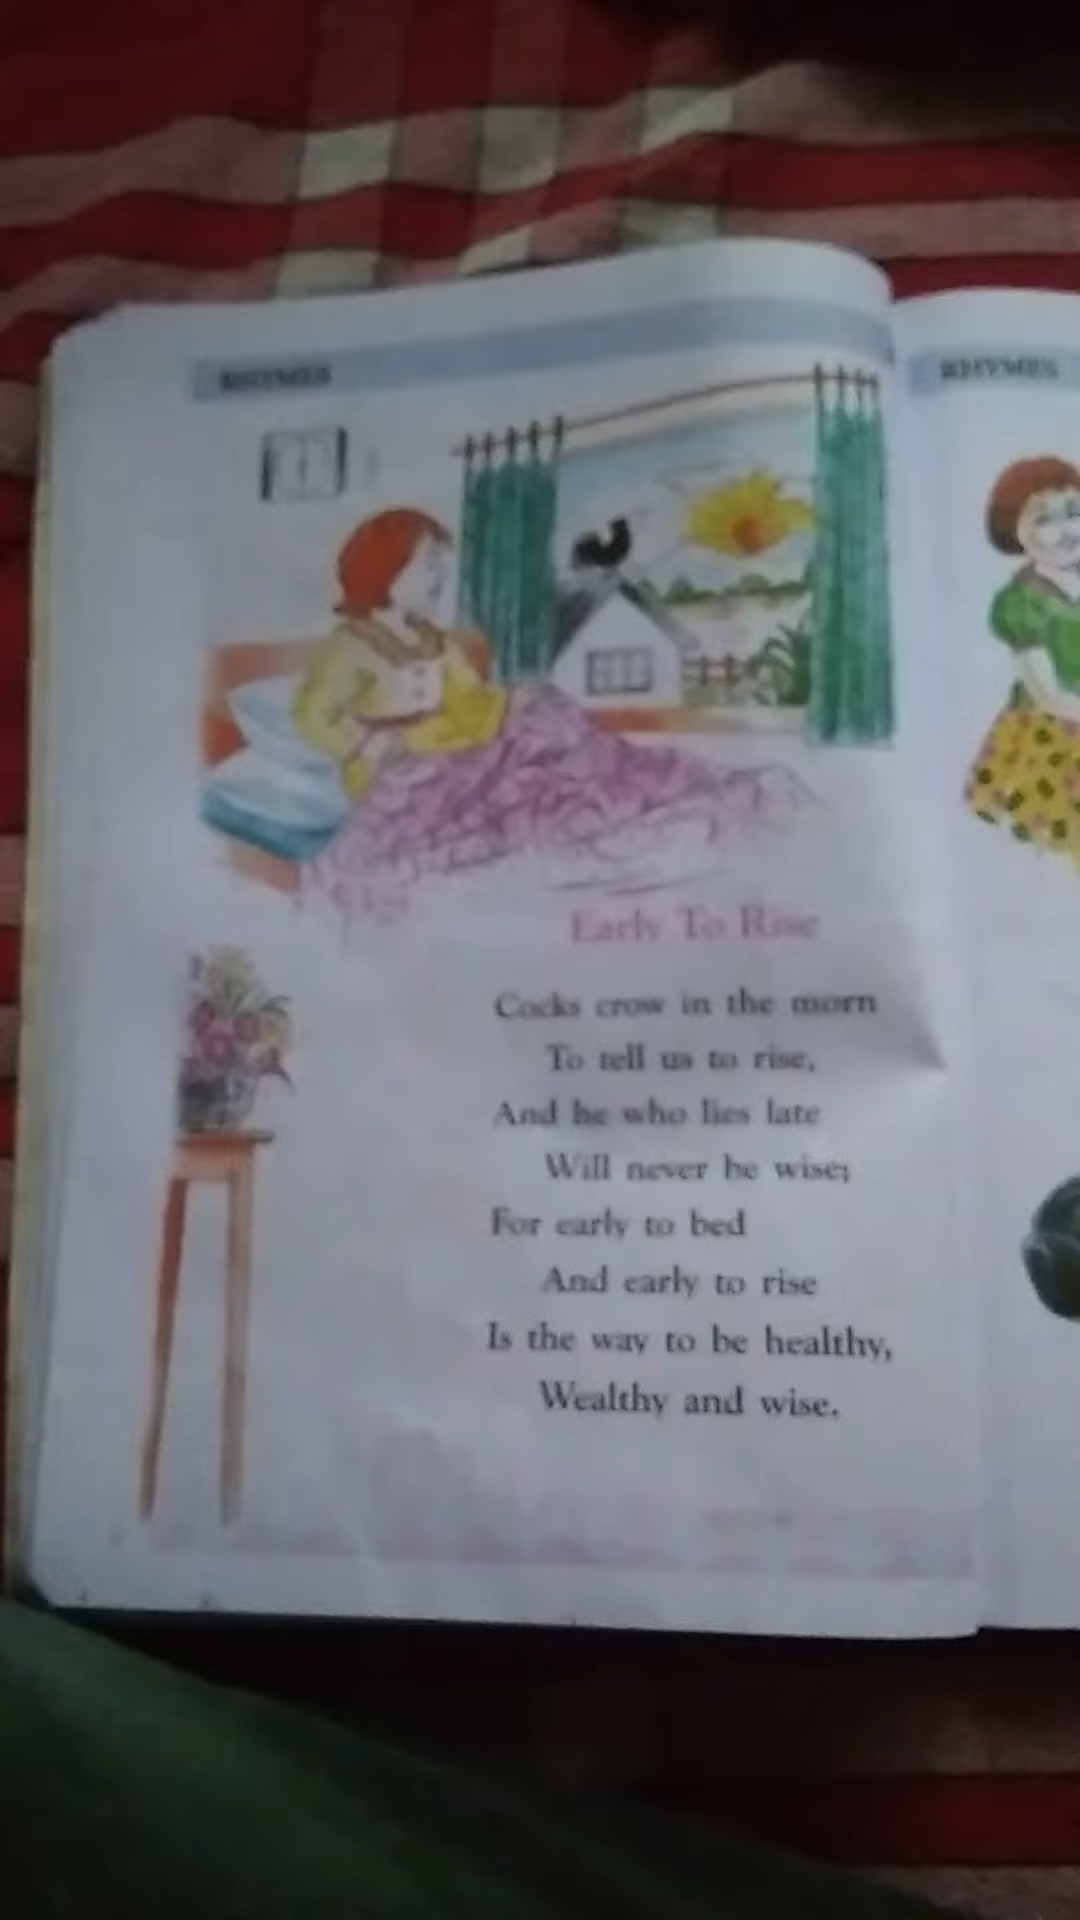 RHYMES
Early To Rise
Cocks crow in the morn
To tell us to rise,
And he who lies late
Will never be wise;
For early to bed
And early to rise
Is the way to be healthy,
Wealthy and wise.
RHYMES